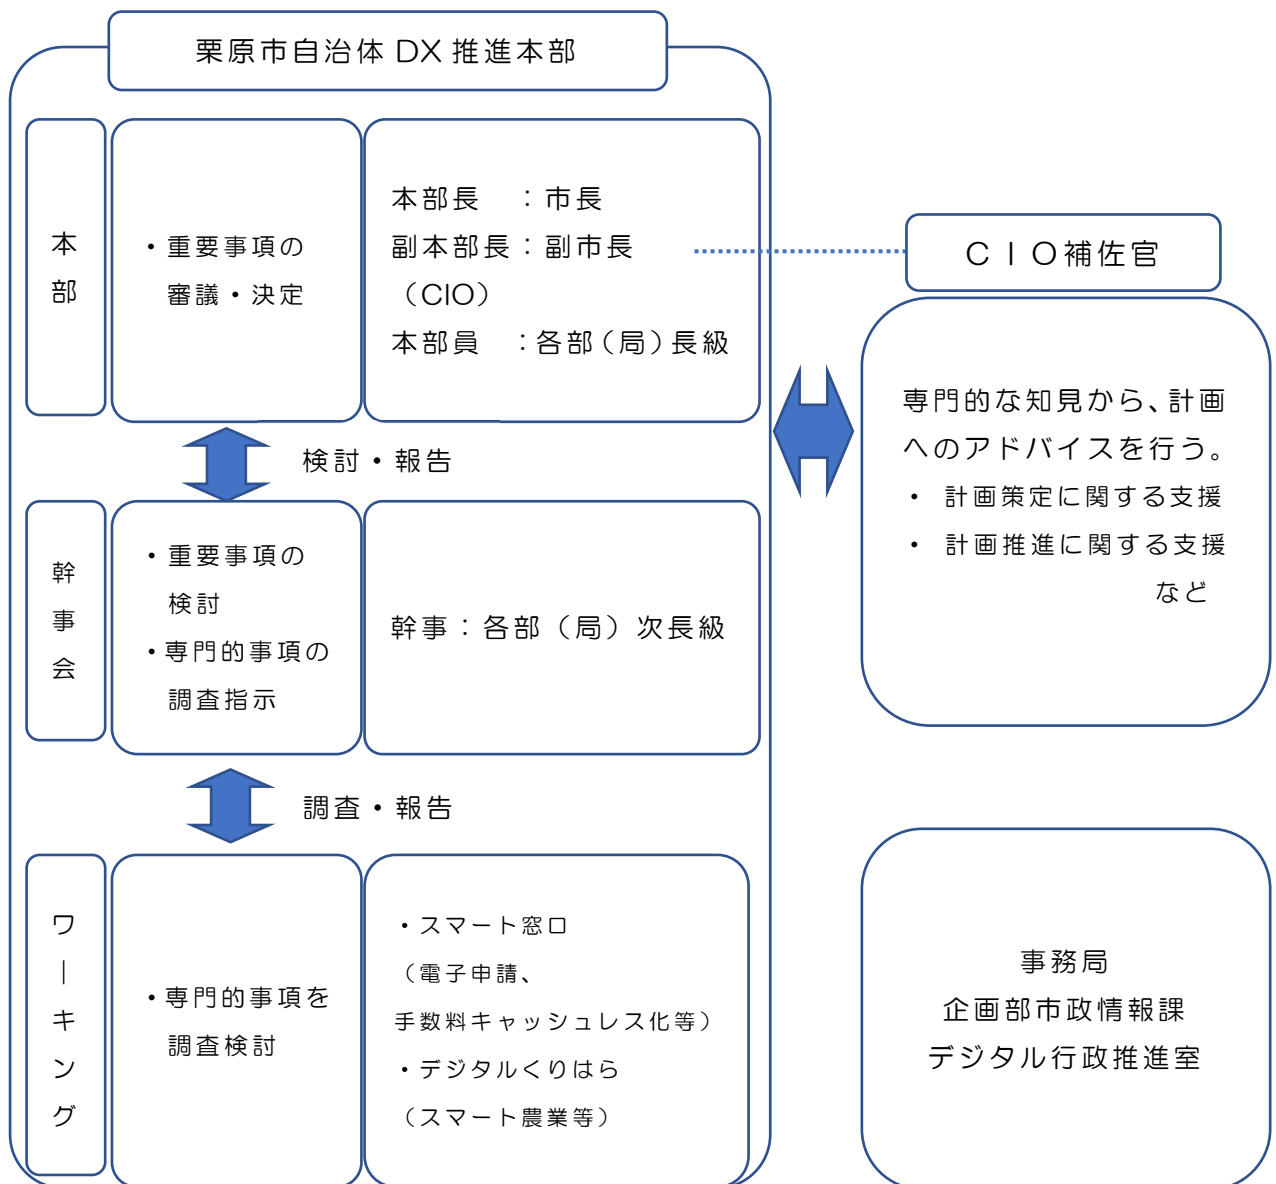 栗原市自治体 DX 推進本部
本部
・重要事項の
審議・決定
本部長　：市長
副本部長：副市長
（CIO）
本部員　：各部（局）長級
検討・報告
幹事会
・重要事項の
検討
・専門的事項の
調査指示
幹事：各部（局）次長級
調査・報告
ワーキング
・専門的事項を
調査検討
・スマート窓口
（電子申請、
手数料キャッシュレス化等）
・デジタルくりはら
（スマート農業等）
ＣＩＯ補佐官
専門的な知見から、計画
へのアドバイスを行う。
・ 計画策定に関する支援
・ 計画推進に関する支援
など
事務局
企画部市政情報課
デジタル行政推進室